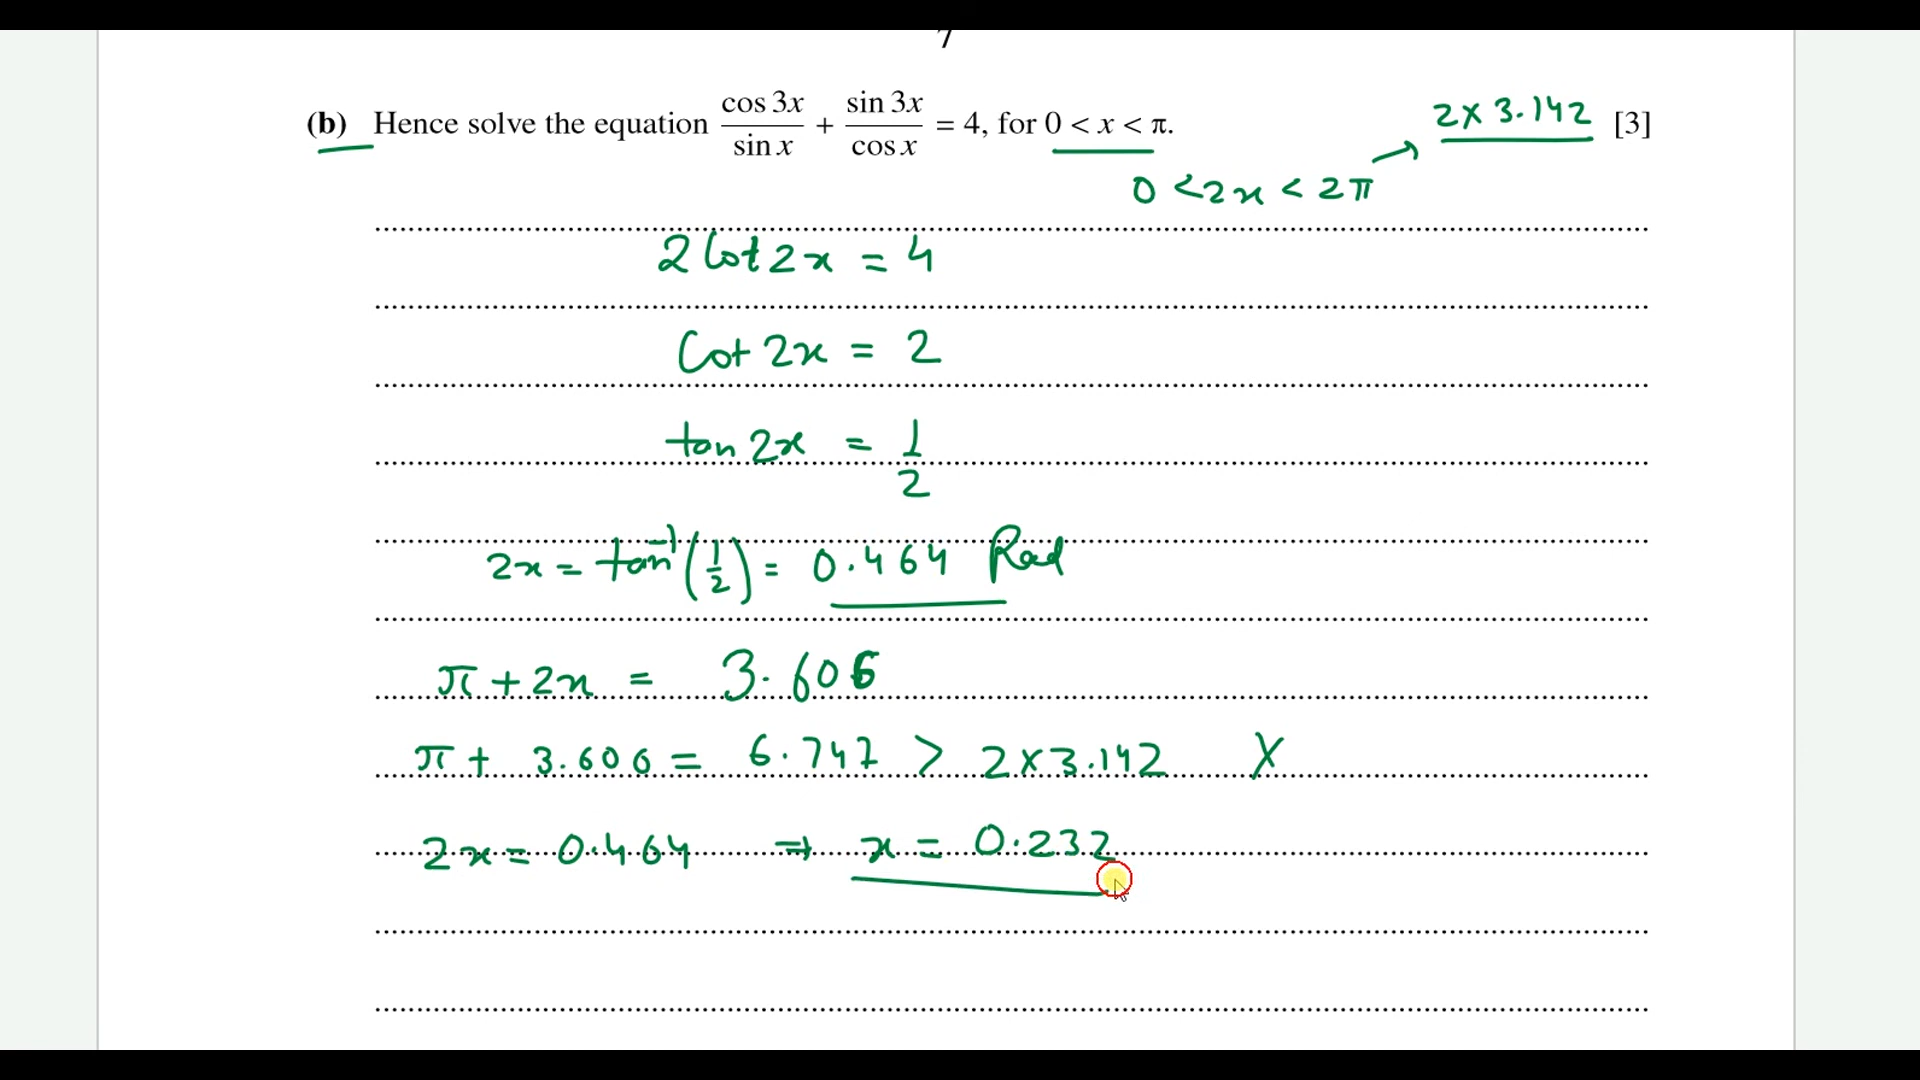 7
(b) Hence solve the equation cos 3x / sin x + sin 3x / cos x = 4, for 0 < x < π. [3]
2 × 3.142
0 < 2x < 2π
2 Cot 2x = 4
Cot 2x = 2
tan 2x = 1/2
2x = tan⁻¹(1/2) = 0.464 Rad
π + 2x = 3.606
π + 3.606 = 6.747 > 2 × 3.142 X
2x = 0.464 ⇒ x = 0.232